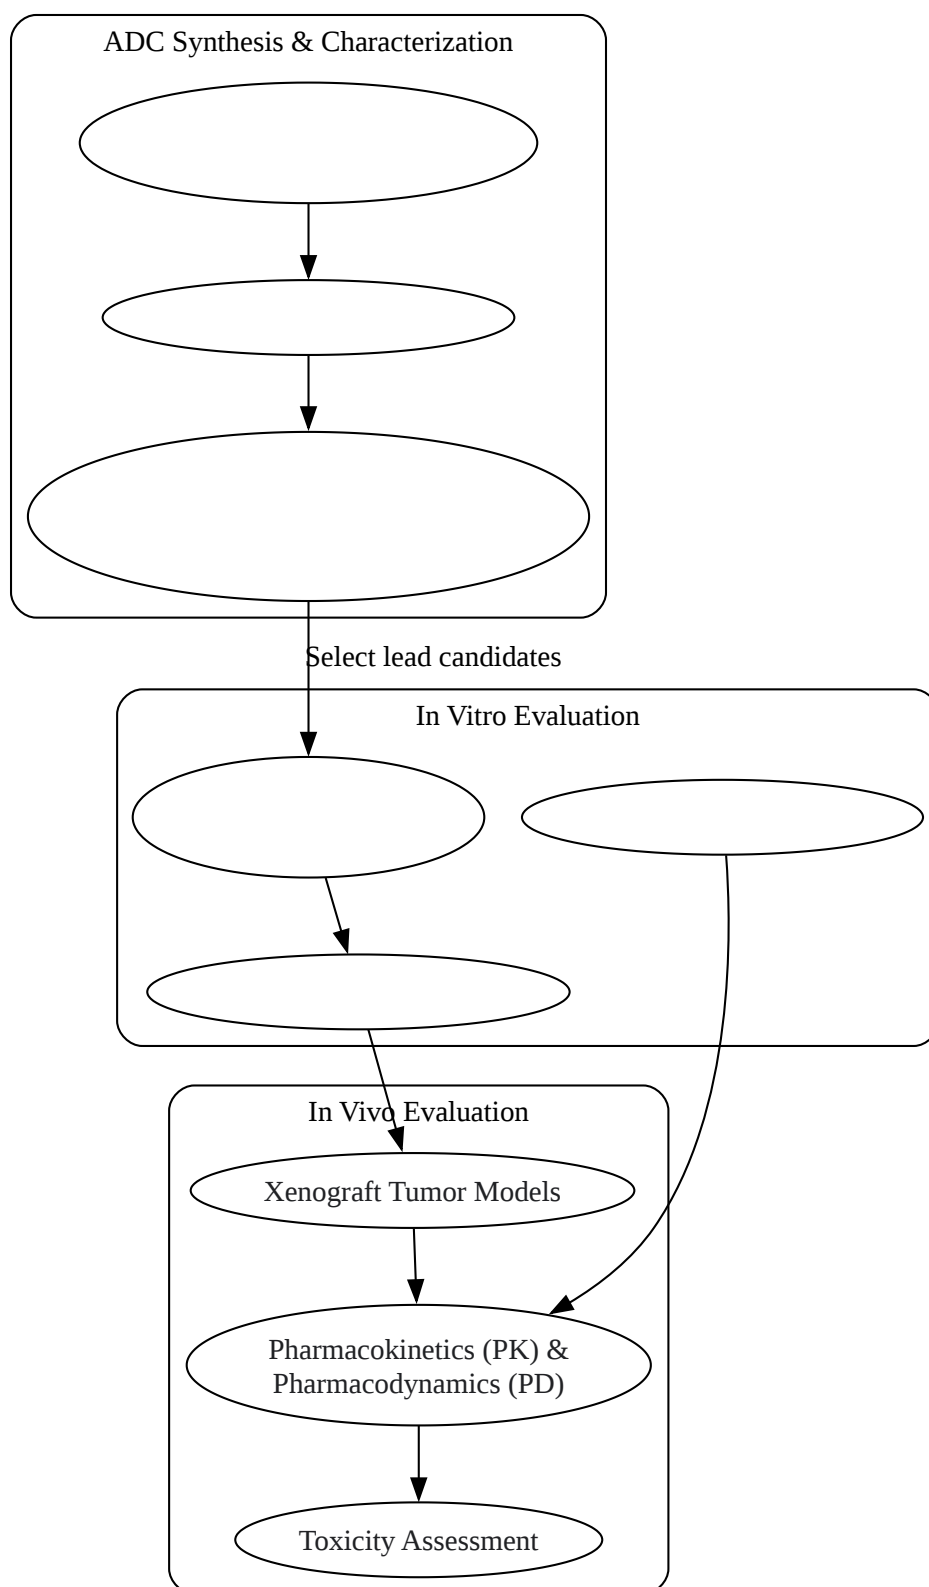 ADC Synthesis & Characterization
Select lead candidates
In Vitro Evaluation
In Vivo Evaluation
Xenograft Tumor Models
Pharmacokinetics (PK) &
Pharmacodynamics (PD)
Toxicity Assessment